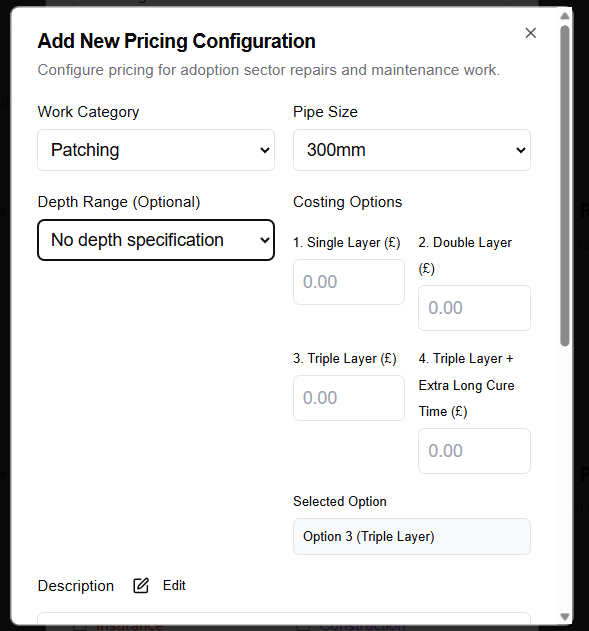 Add New Pricing Configuration
Configure pricing for adoption sector repairs and maintenance work.
Work Category
Pipe Size
Patching
300mm
Depth Range (Optional)
Costing Options
No depth specification
1. Single Layer (£)
2. Double Layer
(£)
0.00
0.00
3. Triple Layer (£)
4. Triple Layer +
Extra Long Cure
Time (£)
0.00
0.00
Selected Option
Option 3 (Triple Layer)
Description
Edit
Insurance
Construction